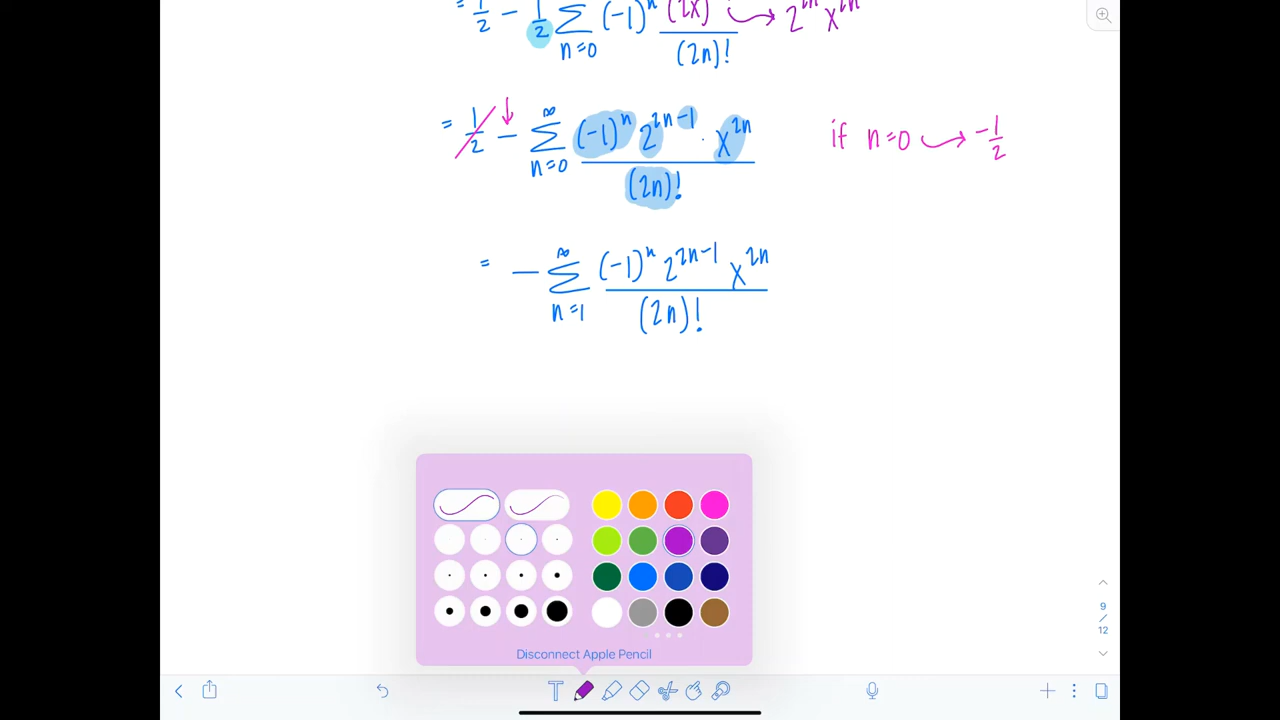 = 1/2 - 1/2 ∑ n=0 (-1)^n (2x) / (2n)! → 2^{2n} x^{2n}
= 1/2 - ∑_{n=0}^{∞} (-1)^n 2^{2n-1} · x^{2n} / (2n)! if n=0 → -1/2
= - ∑_{n=1}^{∞} (-1)^n 2^{2n-1} x^{2n} / (2n)!
Disconnect Apple Pencil
9
/
12
T